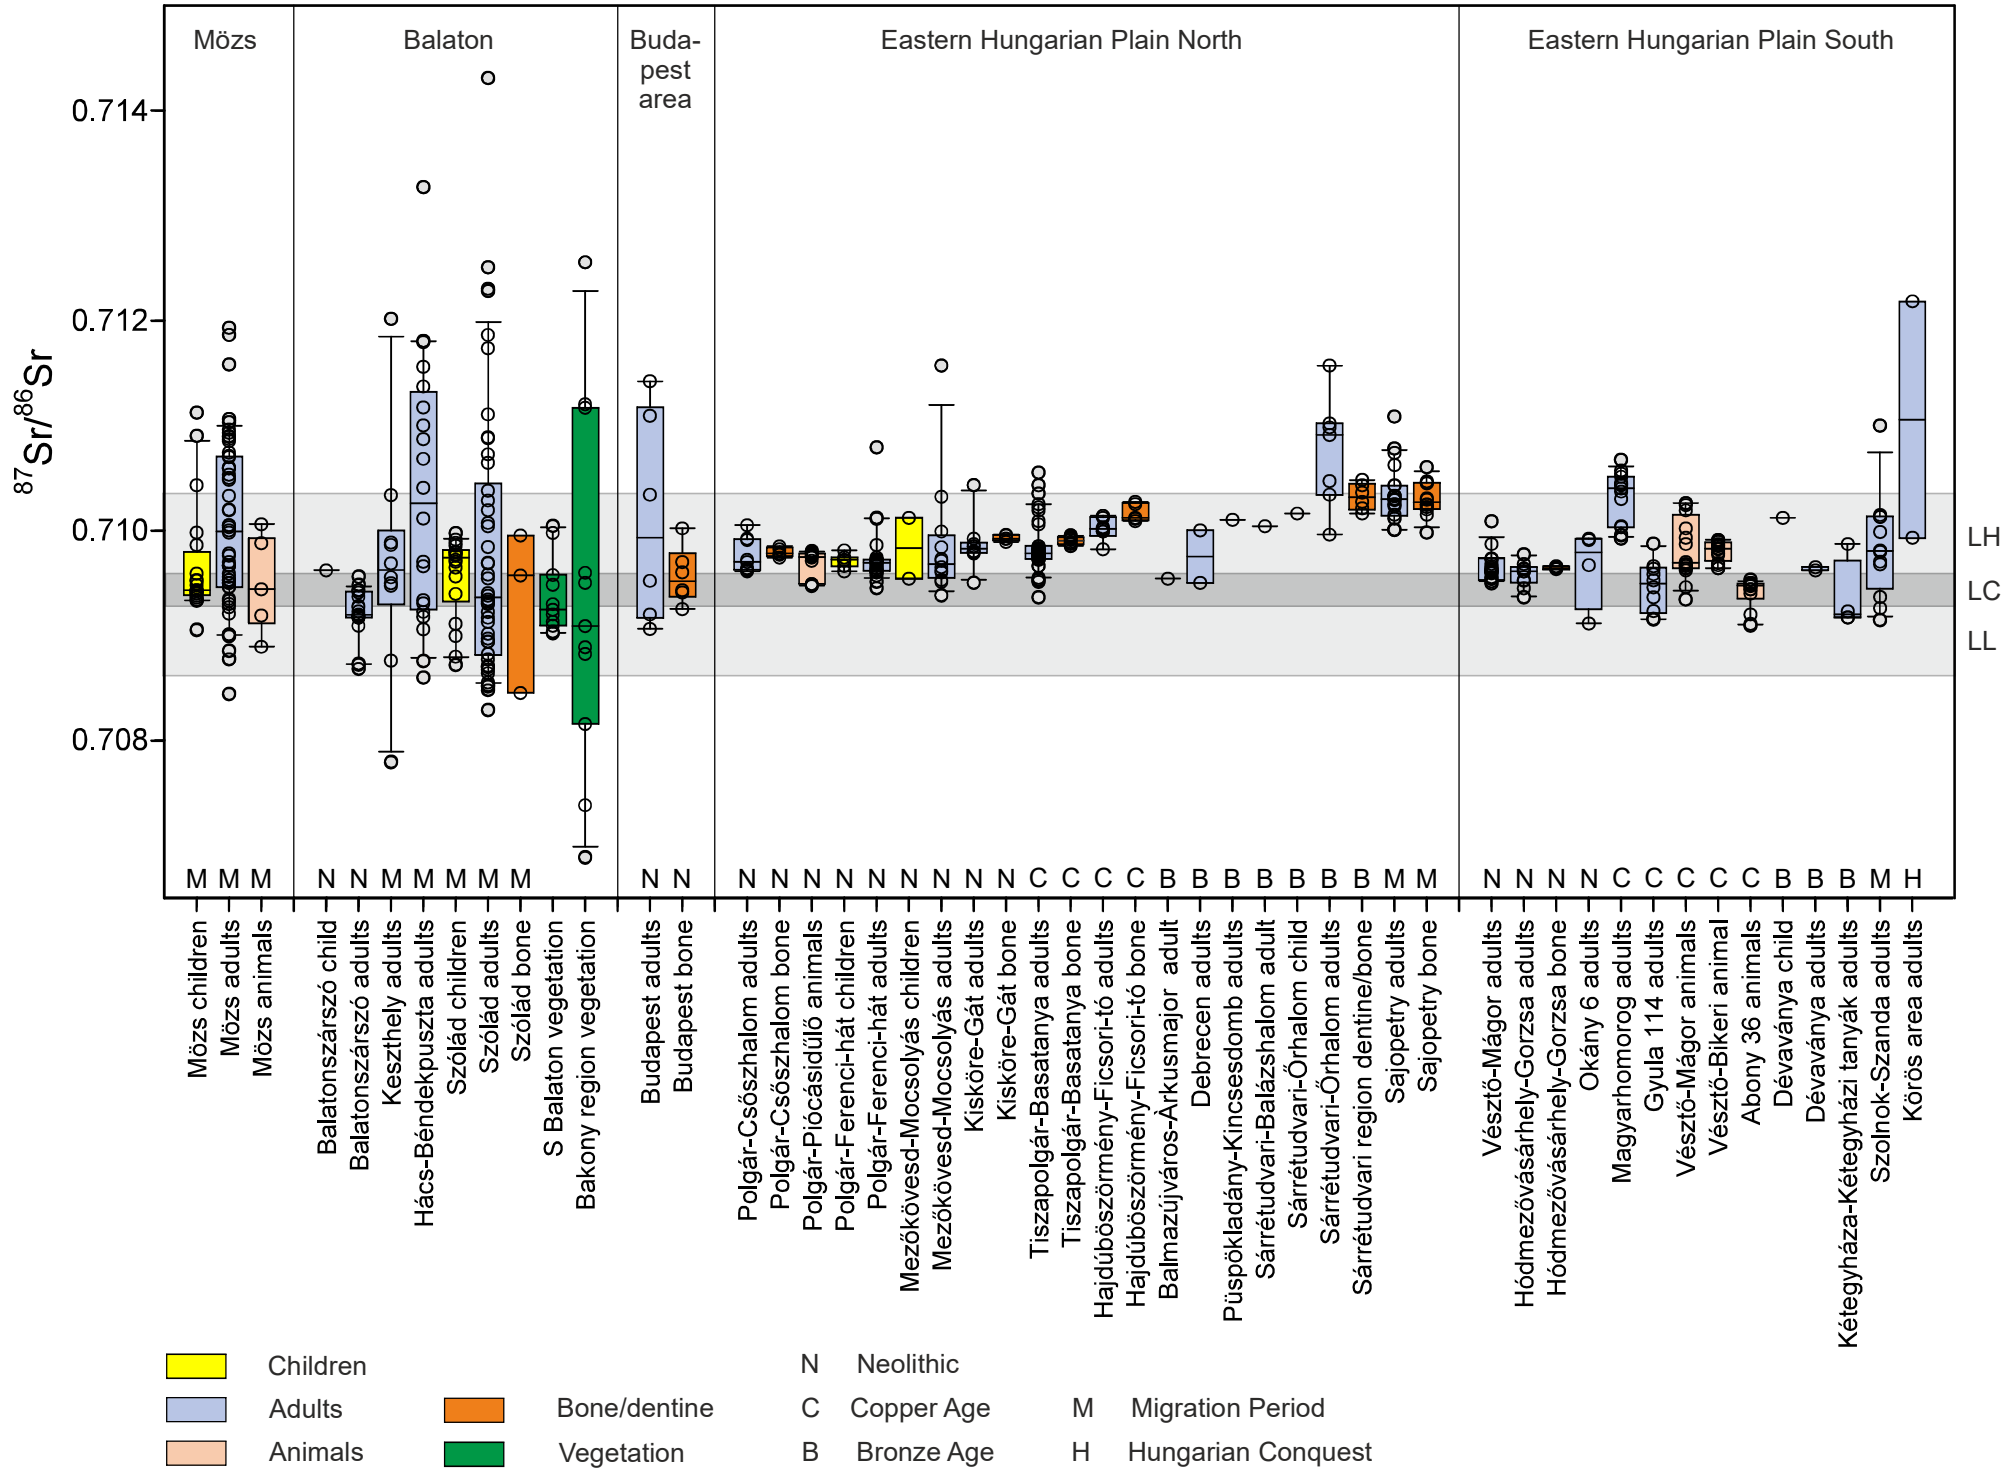 Mözs
Balaton
Buda-
pest
area
Eastern Hungarian Plain North
Eastern Hungarian Plain South
0.714
0.712
0.710
0.708
87Sr/86Sr
LH
LC
LL
M M M N N M M M M M N N N N N N N N N N N C C C C B B B B B B B M M N N N N C C C C C B B B M H
Mözs children
Mözs adults
Mözs animals
Balatonszárszó child
Balatonszárszó adults
Keszthely adults
Hács-Béndekpuszta adults
Szólád children
Szólád adults
Szólád bone
S Balaton vegetation
Bakony region vegetation
Budapest adults
Budapest bone
Polgár-Csőszhalom adults
Polgár-Csőszhalom bone
Polgár-Piócásidűlő animals
Polgár-Ferenci-hát children
Polgár-Ferenci-hát adults
Mezőkövesd-Mocsolyás children
Mezőkövesd-Mocsolyás adults
Kisköre-Gát adults
Kisköre-Gát bone
Tiszapolgár-Basatanya adults
Tiszapolgár-Basatanya bone
Hajdúböszörmény-Ficsori-tó adults
Hajdúböszörmény-Ficsori-tó bone
Balmazújváros-Àrkusmajor adult
Debrecen adults
Püspökladány-Kincsesdomb adults
Sárrétudvari-Balázshalom adult
Sárrétudvari-Őrhalom child
Sárrétudvari-Őrhalom adults
Sárrétudvari region dentine/bone
Sajopetry adults
Sajopetry bone
Vésztő-Mágor adults
Hódmezővásárhely-Gorzsa adults
Hódmezővásárhely-Gorzsa bone
Okány 6 adults
Magyarhomorog adults
Gyula 114 adults
Vésztő-Mágor animals
Vésztő-Bikeri animal
Abony 36 animals
Dévaványa child
Dévaványa adults
Kétegyháza-Kétegyházi tanyák adults
Szolnok-Szanda adults
Körös area adults
Children
Adults
Animals
Bone/dentine
Vegetation
N Neolithic
C Copper Age
B Bronze Age
M Migration Period
H Hungarian Conquest